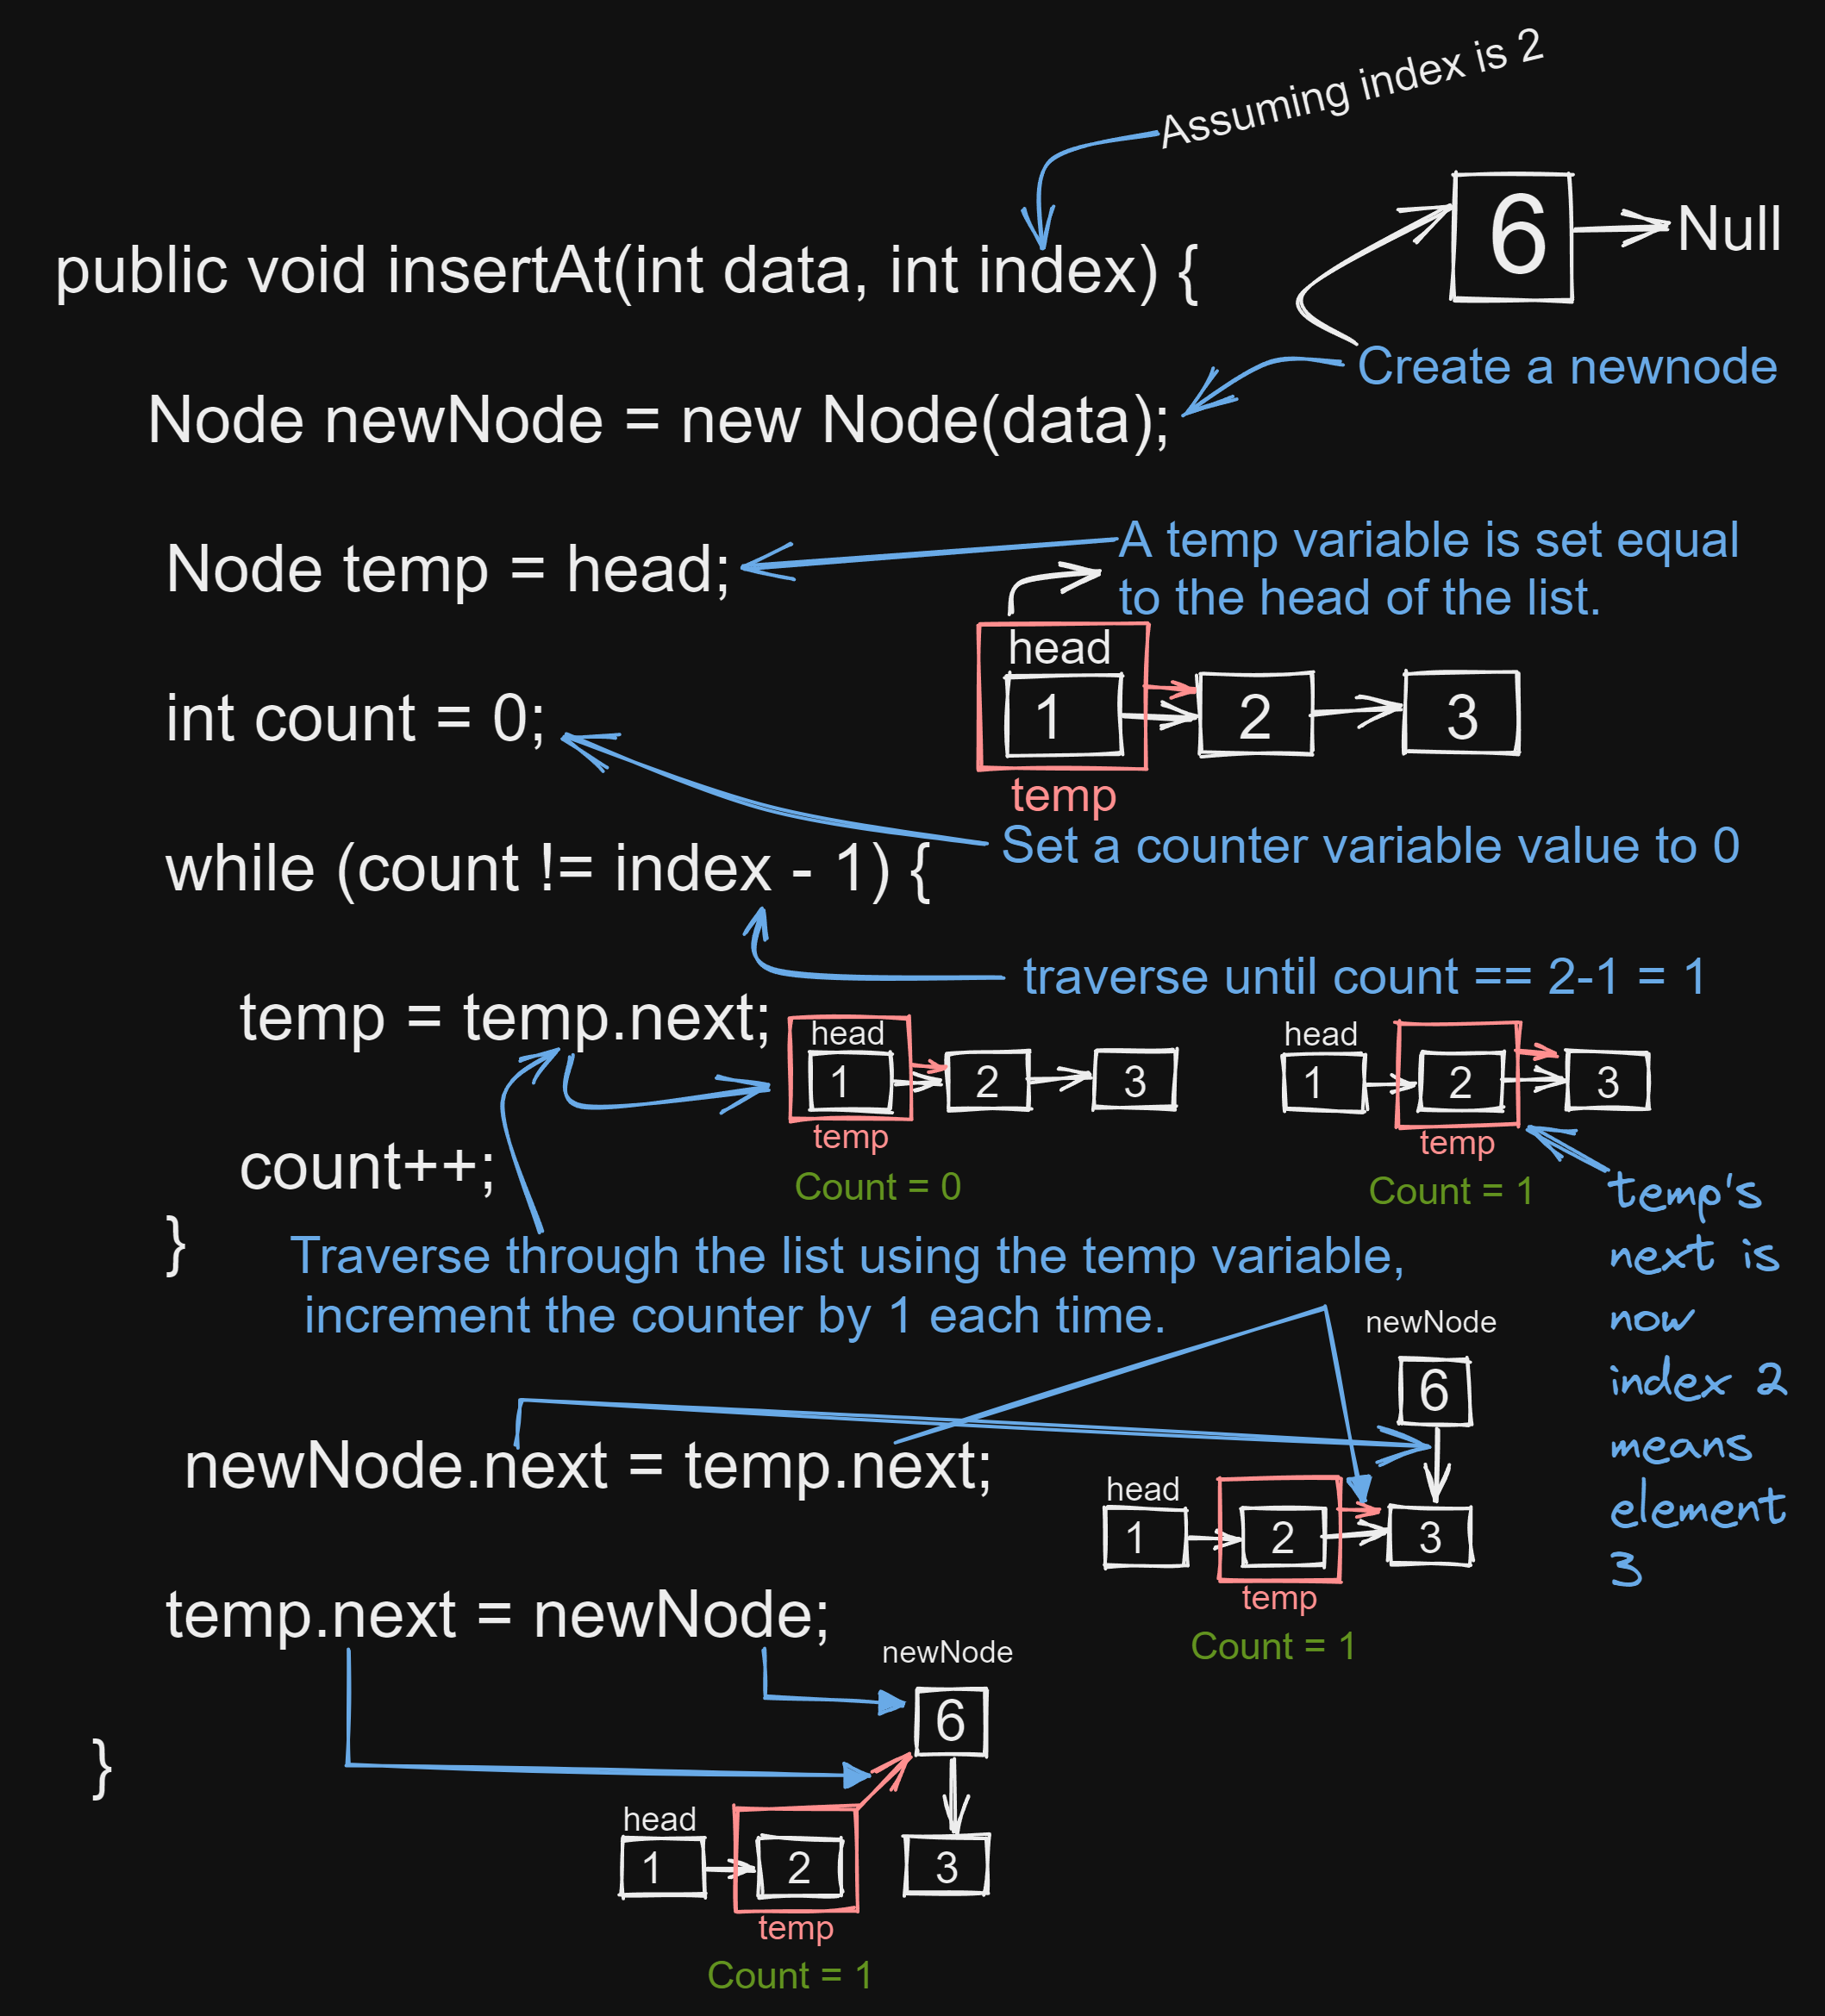 Assuming index is 2
6
Null
public void insertAt(int data, int index) {
Create a newnode
Node newNode = new Node(data);
A temp variable is set equal
to the head of the list.
Node temp = head;
head
1 2 3
temp
int count = 0;
Set a counter variable value to 0
while (count != index - 1) {
traverse until count == 2-1 = 1
temp = temp.next;
head
1 2 3
temp
Count = 0
head
1 2 3
temp
Count = 1
temp's
next is
now
index 2
means
element
3
count++;
}
Traverse through the list using the temp variable,
increment the counter by 1 each time.
newNode
6
newNode.next = temp.next;
head
1 2 3
temp
Count = 1
temp.next = newNode;
newNode
6
}
head
1 2 3
temp
Count = 1